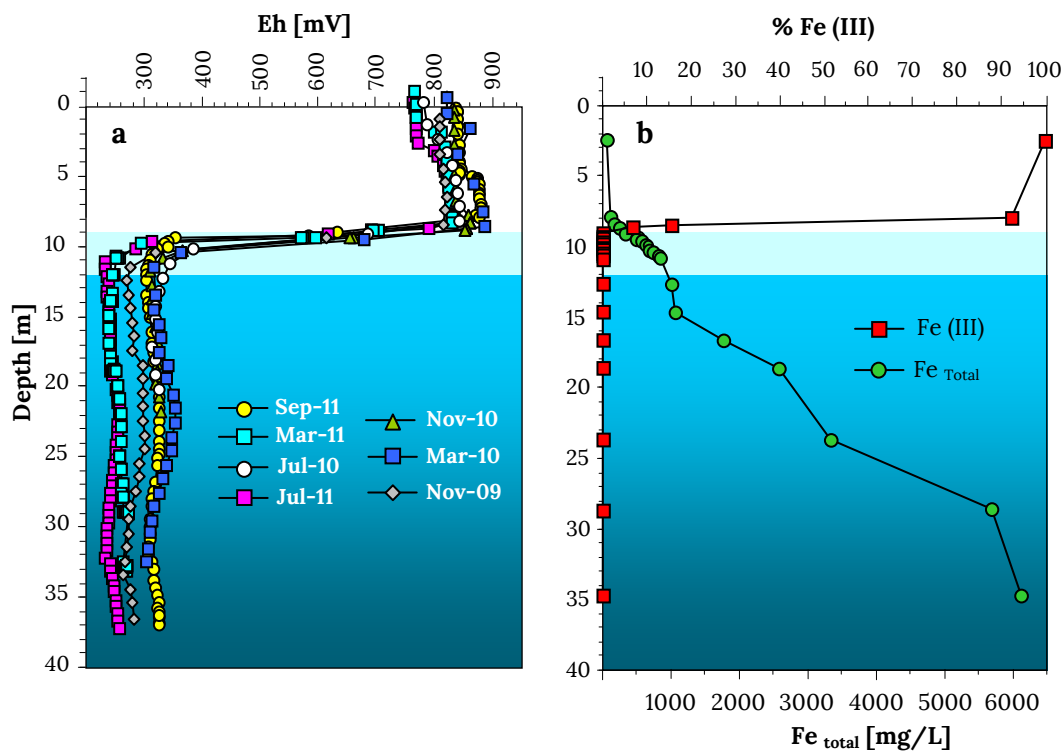 Eh [mV]
300 400 600 700 800 900
0
5
10
15
20
25
30
35
40
Depth [m]
a
Sep-11
Mar-11
Jul-10
Jul-11
Nov-10
Mar-10
Nov-09
% Fe (III)
10 20 30 40 50 60 70 80 90 100
0
5
10
15
20
25
30
35
40
b
Fe (III)
Fe Total
0 1000 2000 3000 4000 5000 6000
Fe total [mg/L]